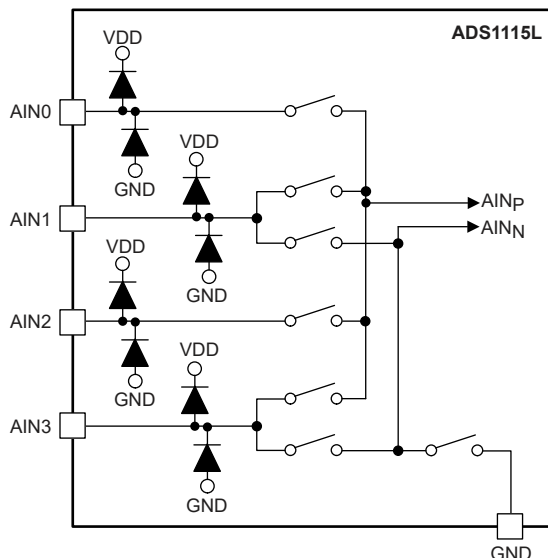 ADS1115L
VDD
AIN0
GND
VDD
AIN1
GND
AINP
AINN
VDD
AIN2
GND
VDD
AIN3
GND
GND